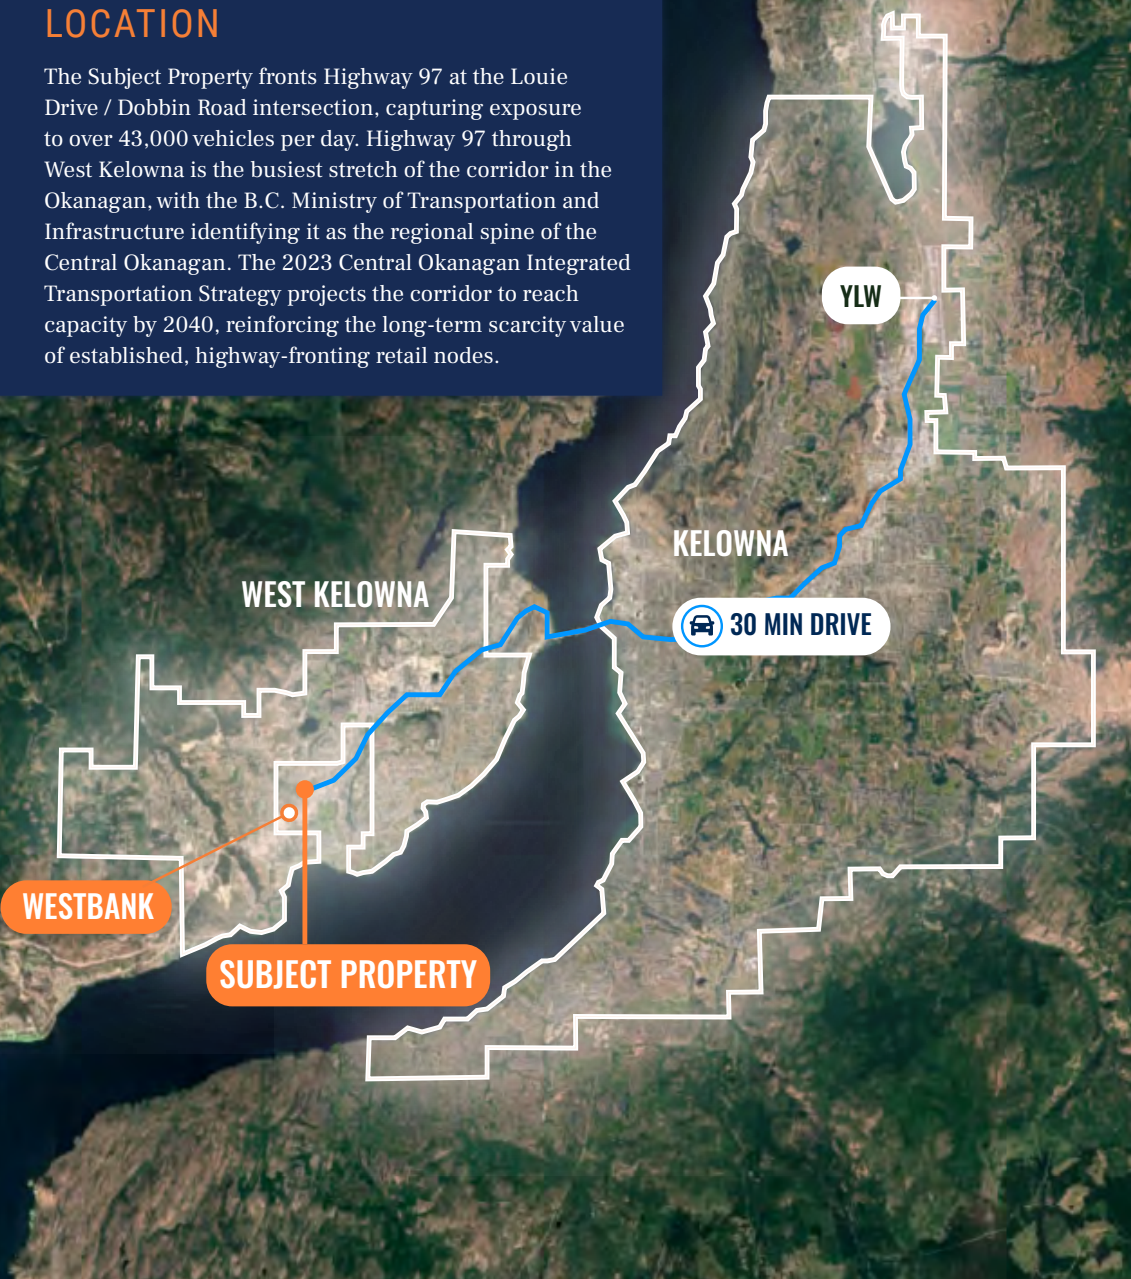 LOCATION
The Subject Property fronts Highway 97 at the Louie
Drive / Dobbin Road intersection, capturing exposure
to over 43,000 vehicles per day. Highway 97 through
West Kelowna is the busiest stretch of the corridor in the
Okanagan, with the B.C. Ministry of Transportation and
Infrastructure identifying it as the regional spine of the
Central Okanagan. The 2023 Central Okanagan Integrated
Transportation Strategy projects the corridor to reach
capacity by 2040, reinforcing the long-term scarcity value
of established, highway-fronting retail nodes.
YLW
KELOWNA
WEST KELOWNA
30 MIN DRIVE
WESTBANK
SUBJECT PROPERTY